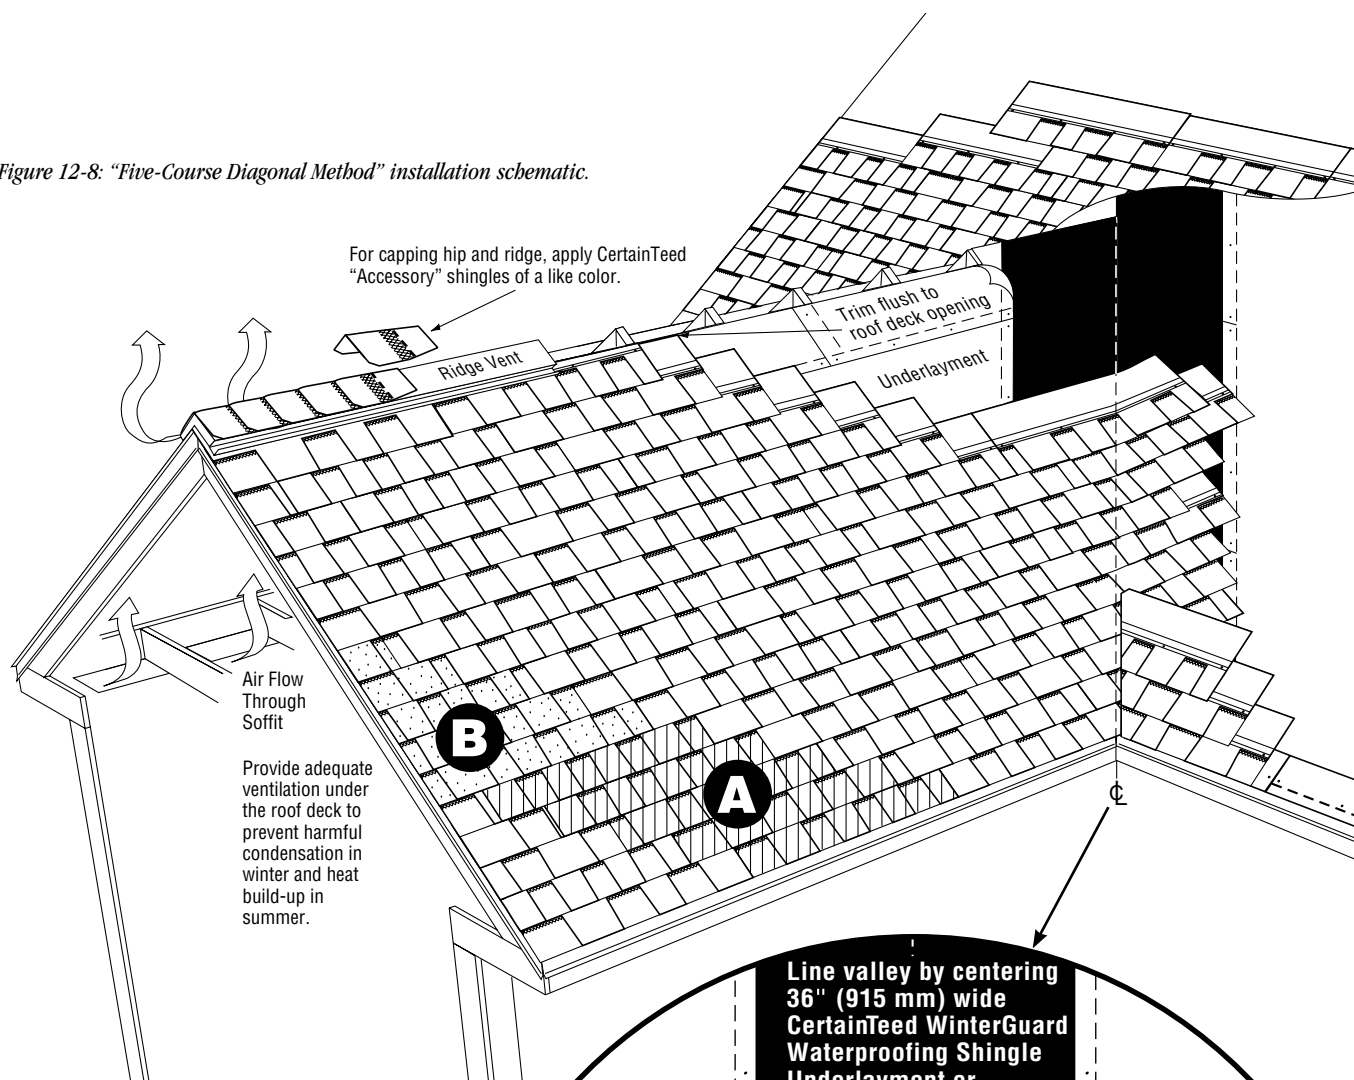 Figure 12-8: “Five-Course Diagonal Method” installation schematic.
For capping hip and ridge, apply CertainTeed
“Accessory” shingles of a like color.
Trim flush to
roof deck opening
Ridge Vent
Underlayment
Air Flow
Through
Soffit
B
A
Provide adequate
ventilation under
the roof deck to
prevent harmful
condensation in
winter and heat
build-up in
summer.
℄
Line valley by centering
36" (915 mm) wide
CertainTeed WinterGuard
Waterproofing Shingle
Underlayment or